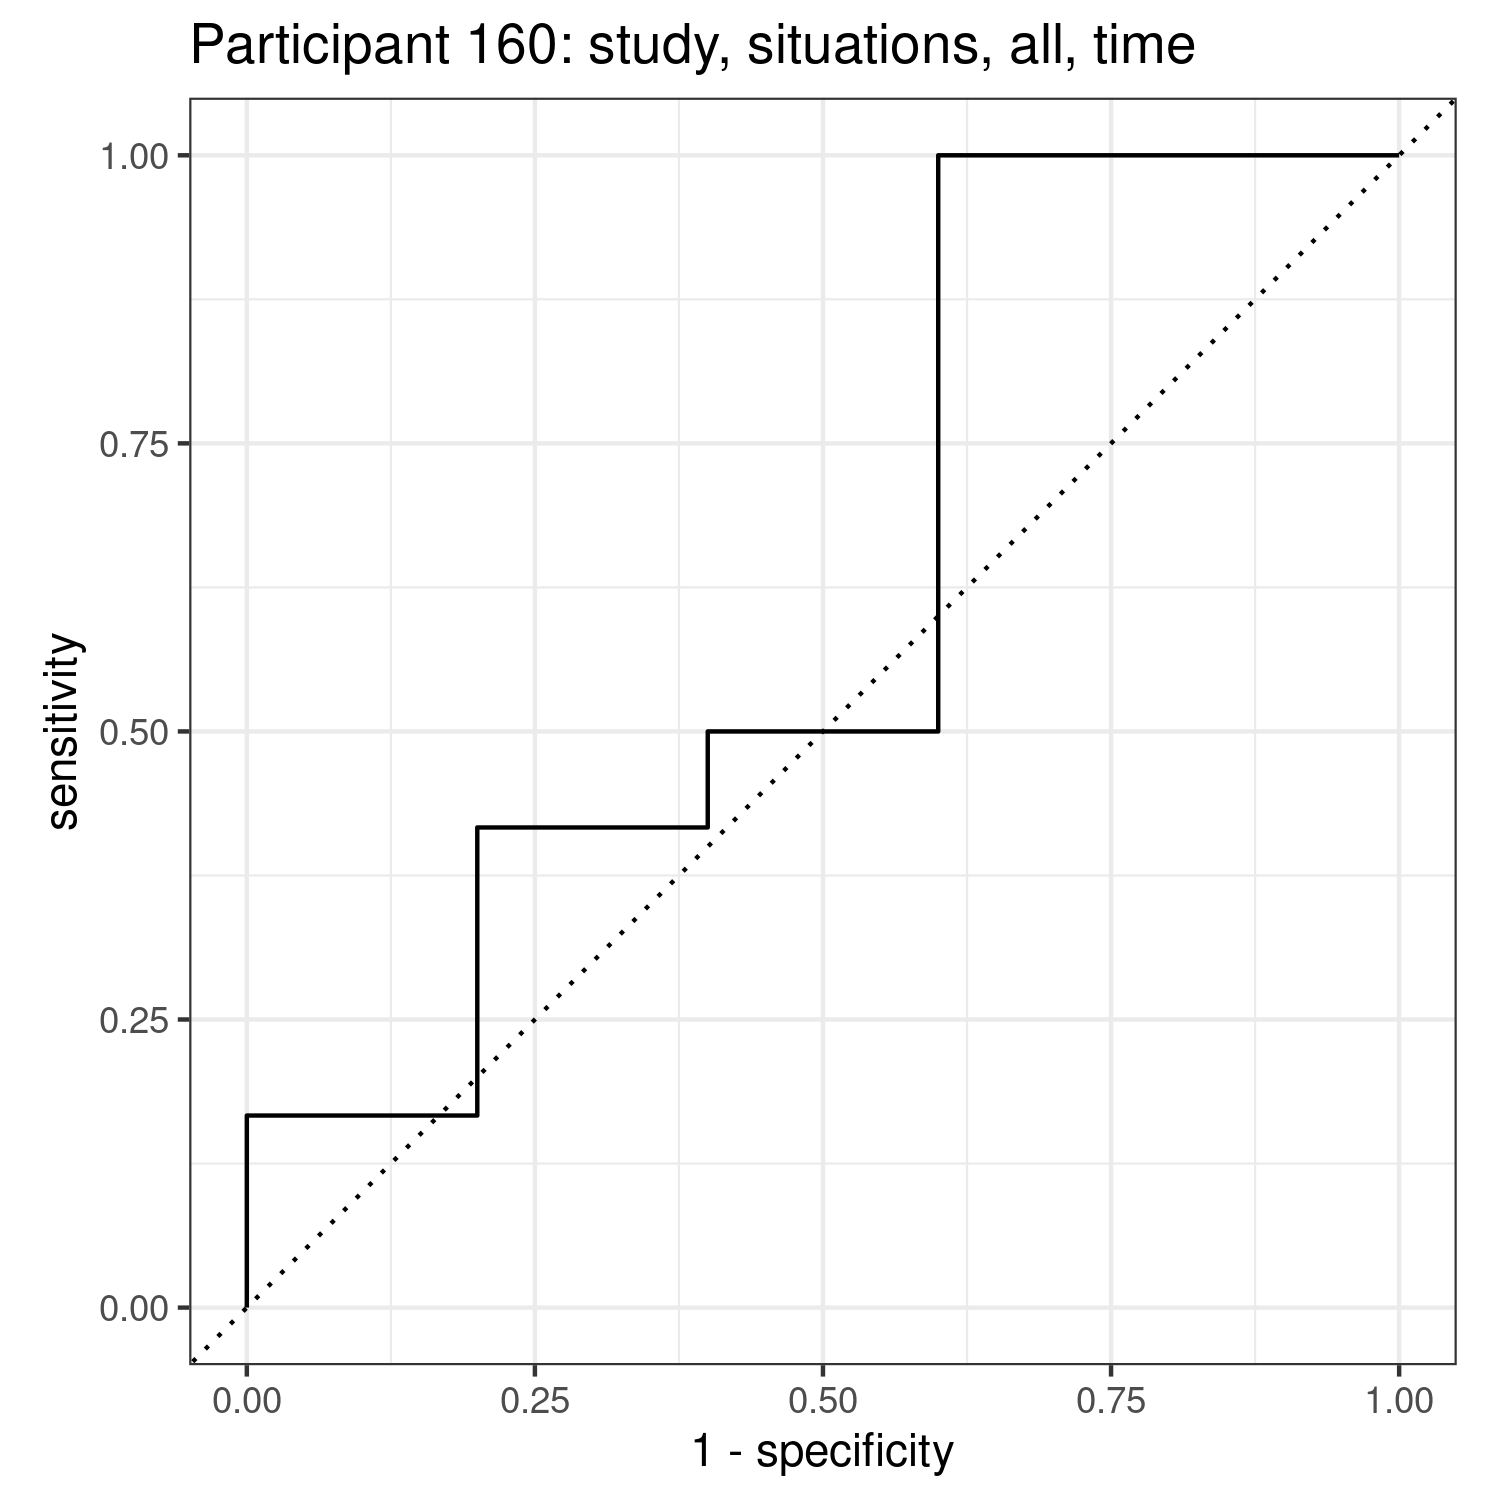 Participant 160: study, situations, all, time
1.00
0.75
0.50
0.25
0.00
sensitivity
0.00 0.25 0.50 0.75 1.00
1 - specificity